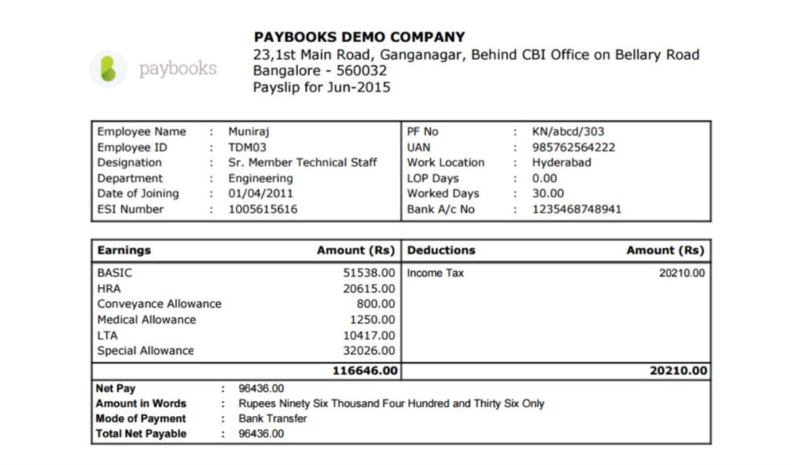 PAYBOOKS DEMO COMPANY
23,1st Main Road, Ganganagar, Behind CBI Office on Bellary Road
Bangalore - 560032
Payslip for Jun-2015
paybooks
Employee Name : Muniraj PF No : KN/abcd/303
Employee ID : TDM03 UAN : 985762564222
Designation : Sr. Member Technical Staff Work Location : Hyderabad
Department : Engineering LOP Days : 0.00
Date of Joining : 01/04/2011 Worked Days : 30.00
ESI Number : 1005615616 Bank A/c No : 1235468748941
Earnings Amount (Rs) Deductions Amount (Rs)
BASIC 51538.00 Income Tax 20210.00
HRA 20615.00
Conveyance Allowance 800.00
Medical Allowance 1250.00
LTA 10417.00
Special Allowance 32026.00
116646.00 20210.00
Net Pay : 96436.00
Amount in Words : Rupees Ninety Six Thousand Four Hundred and Thirty Six Only
Mode of Payment : Bank Transfer
Total Net Payable : 96436.00